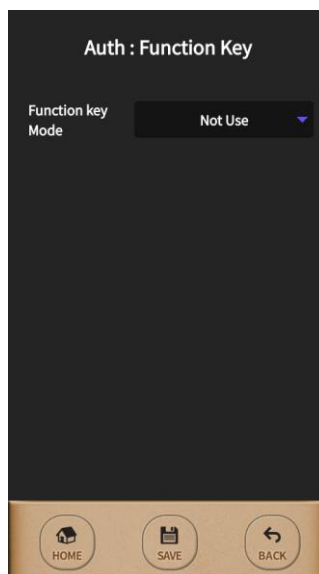 Auth : Function Key
Function key
Mode
Not Use
HOME
SAVE
BACK